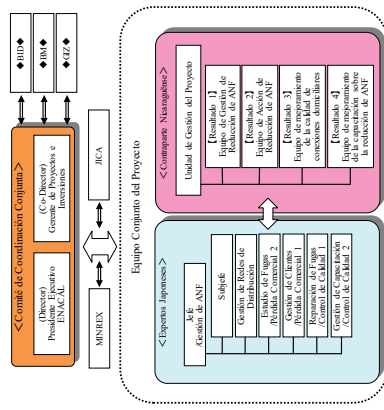 ◆BID◆
◆BM◆
◆GIZ◆
<Comité de Coordinación Conjunta>
(Director)
Presidente Ejecutivo
ENACAL
(Co-Director)
Gerente de Proyectos e
Inversiones
MINREX
JICA
Equipo Conjunto del Proyecto
<Expertos Japoneses>
Jefe
/Gestión de ANF
Subjefe
Gestión de Redes de
Distribución
Estudio de Fugas
/Pérdida Comercial 2
Gestión de Clientes
/Pérdida Comercial 1
Reparación de Fugas
/Control de Calidad 1
Gestión de Capacitación
/Control de Calidad 2
<Contraparte Nicaragüense>
Unidad de Gestión del Proyecto
【Resultado 1】
Equipo de Gestión de
Reducción de ANF
【Resultado 2】
Equipo de Acción de
Reducción de ANF
【Resultado 3】
Equipo de mejoramiento
de la calidad de
conexiones domiciliares
【Resultado 4】
Equipo de mejoramiento
de la capacitación sobre
la reducción de ANF